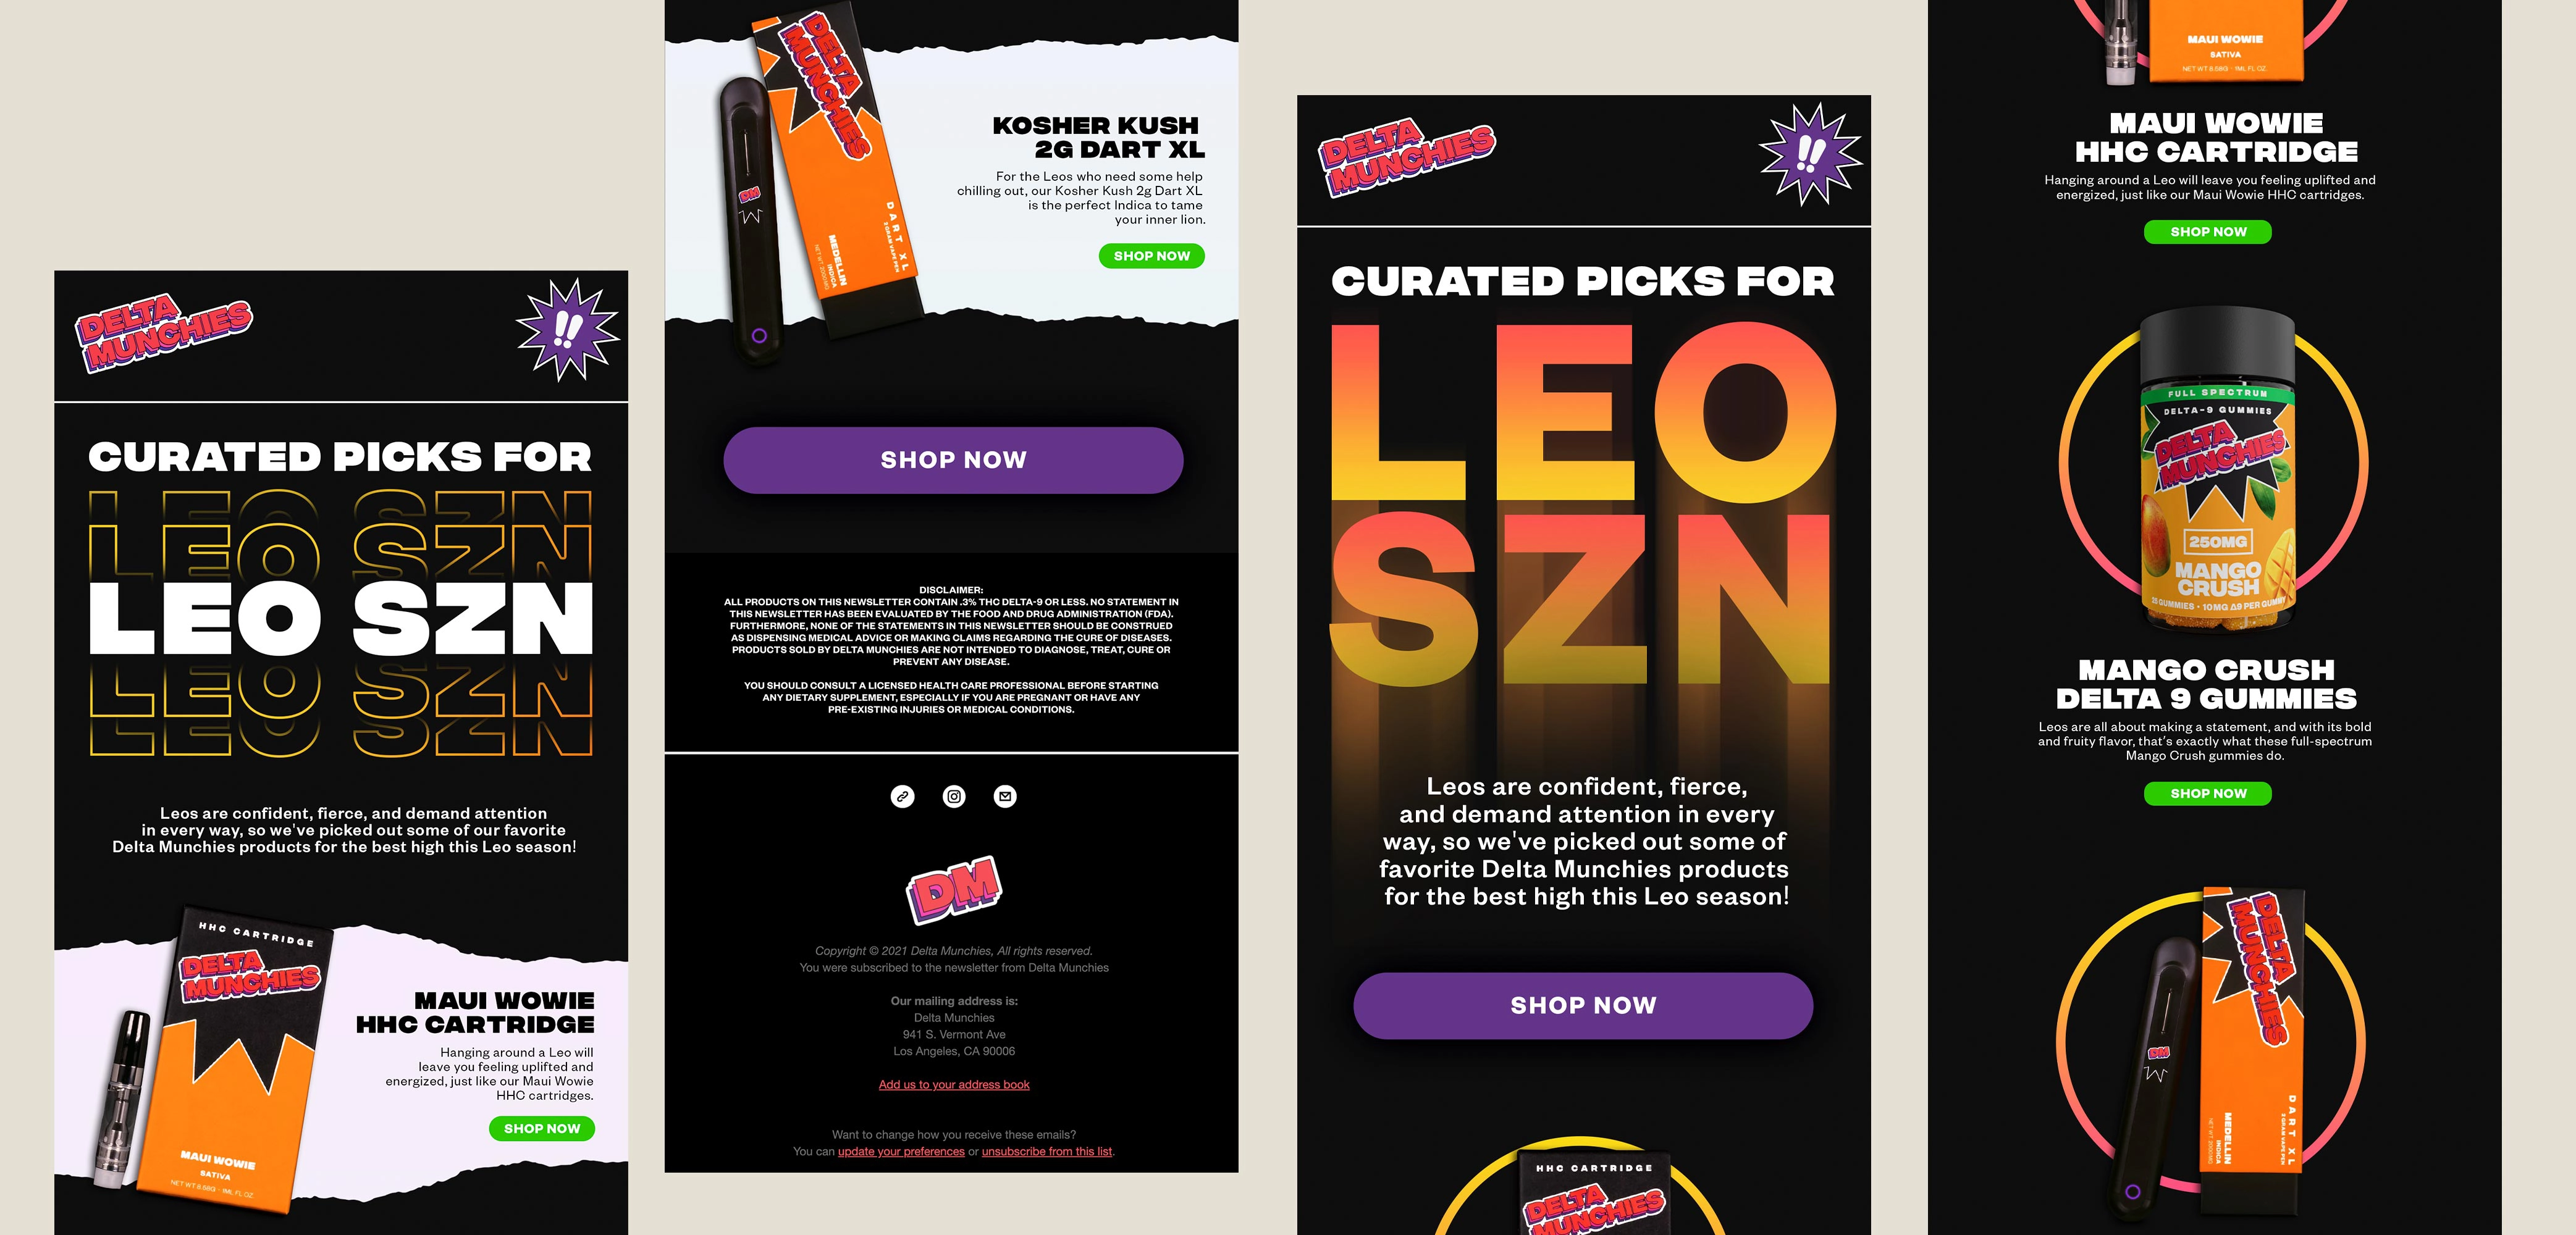 DELTA
MUNCHIES
!!
CURATED PICKS FOR
LEO SZN
LEO SZN
LEO SZN
LEO SZN
LEO SZN
Leos are confident, fierce, and demand attention
in every way, so we've picked out some of our favorite
Delta Munchies products for the best high this Leo season!
HHC CARTRIDGE
DELTA
MUNCHIES
MAUI WOWIE
SATIVA
NET WT 8.58G - 1ML FL OZ.
MAUI WOWIE
HHC CARTRIDGE
Hanging around a Leo will
leave you feeling uplifted and
energized, just like our Maui Wowie
HHC cartridges.
SHOP NOW
DELTA
MUNCHIES
DM
DART XL
2 GRAM VAPE PEN
MEDELLIN
INDICA
KOSHER KUSH
2G DART XL
For the Leos who need some help
chilling out, our Kosher Kush 2g Dart XL
is the perfect Indica to tame
your inner lion.
SHOP NOW
SHOP NOW
DISCLAIMER:
ALL PRODUCTS ON THIS NEWSLETTER CONTAIN .3% THC DELTA-9 OR LESS. NO STATEMENT IN
THIS NEWSLETTER HAS BEEN EVALUATED BY THE FOOD AND DRUG ADMINISTRATION (FDA).
FURTHERMORE, NONE OF THE STATEMENTS IN THIS NEWSLETTER SHOULD BE CONSTRUED
AS DISPENSING MEDICAL ADVICE OR MAKING CLAIMS REGARDING THE CURE OF DISEASES.
PRODUCTS SOLD BY DELTA MUNCHIES ARE NOT INTENDED TO DIAGNOSE, TREAT, CURE OR
PREVENT ANY DISEASE.
YOU SHOULD CONSULT A LICENSED HEALTH CARE PROFESSIONAL BEFORE STARTING
ANY DIETARY SUPPLEMENT, ESPECIALLY IF YOU ARE PREGNANT OR HAVE ANY
PRE-EXISTING INJURIES OR MEDICAL CONDITIONS.
DM
Copyright © 2021 Delta Munchies, All rights reserved.
You were subscribed to the newsletter from Delta Munchies
Our mailing address is:
Delta Munchies
941 S. Vermont Ave
Los Angeles, CA 90006
Add us to your address book
Want to change how you receive these emails?
You can update your preferences or unsubscribe from this list.
DELTA
MUNCHIES
!!
CURATED PICKS FOR
LEO
SZN
Leos are confident, fierce,
and demand attention in every
way, so we've picked out some of
favorite Delta Munchies products
for the best high this Leo season!
SHOP NOW
HHC CARTRIDGE
DELTA
MUNCHIES
MAUI WOWIE
SATIVA
NET WT 8.58G - 1ML FL OZ.
MAUI WOWIE
HHC CARTRIDGE
Hanging around a Leo will leave you feeling uplifted and
energized, just like our Maui Wowie HHC cartridges.
SHOP NOW
FULL SPECTRUM
DELTA-9 GUMMIES
DELTA
MUNCHIES
250MG
MANGO
CRUSH
GUMMIES • 10MG Δ9 PER GUMMY
MANGO CRUSH
DELTA 9 GUMMIES
Leos are all about making a statement, and with its bold
and fruity flavor, that's exactly what these full-spectrum
Mango Crush gummies do.
SHOP NOW
DELTA
MUNCHIES
DM
DART XL
2 GRAM VAPE PEN
MEDELLIN
INDICA